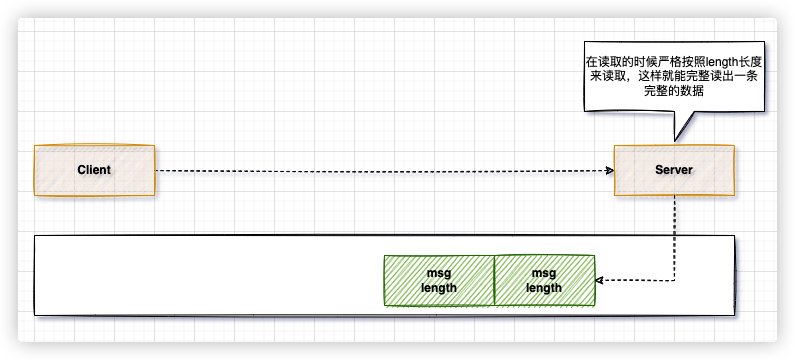 在读取的时候严格按照length长度
来读取，这样就能完整读出一条
完整的数据
Client
Server
msg
length
msg
length